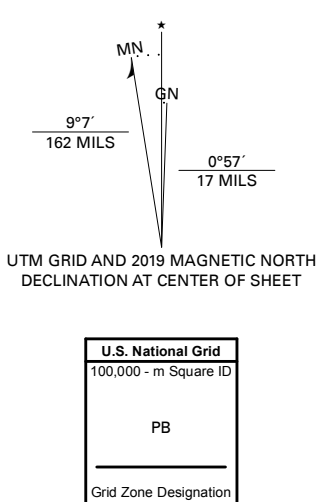 ★
MN
GN
9°7´
162 MILS
0°57´
17 MILS
UTM GRID AND 2019 MAGNETIC NORTH
DECLINATION AT CENTER OF SHEET
U.S. National Grid
100,000 - m Square ID
PB
Grid Zone Designation